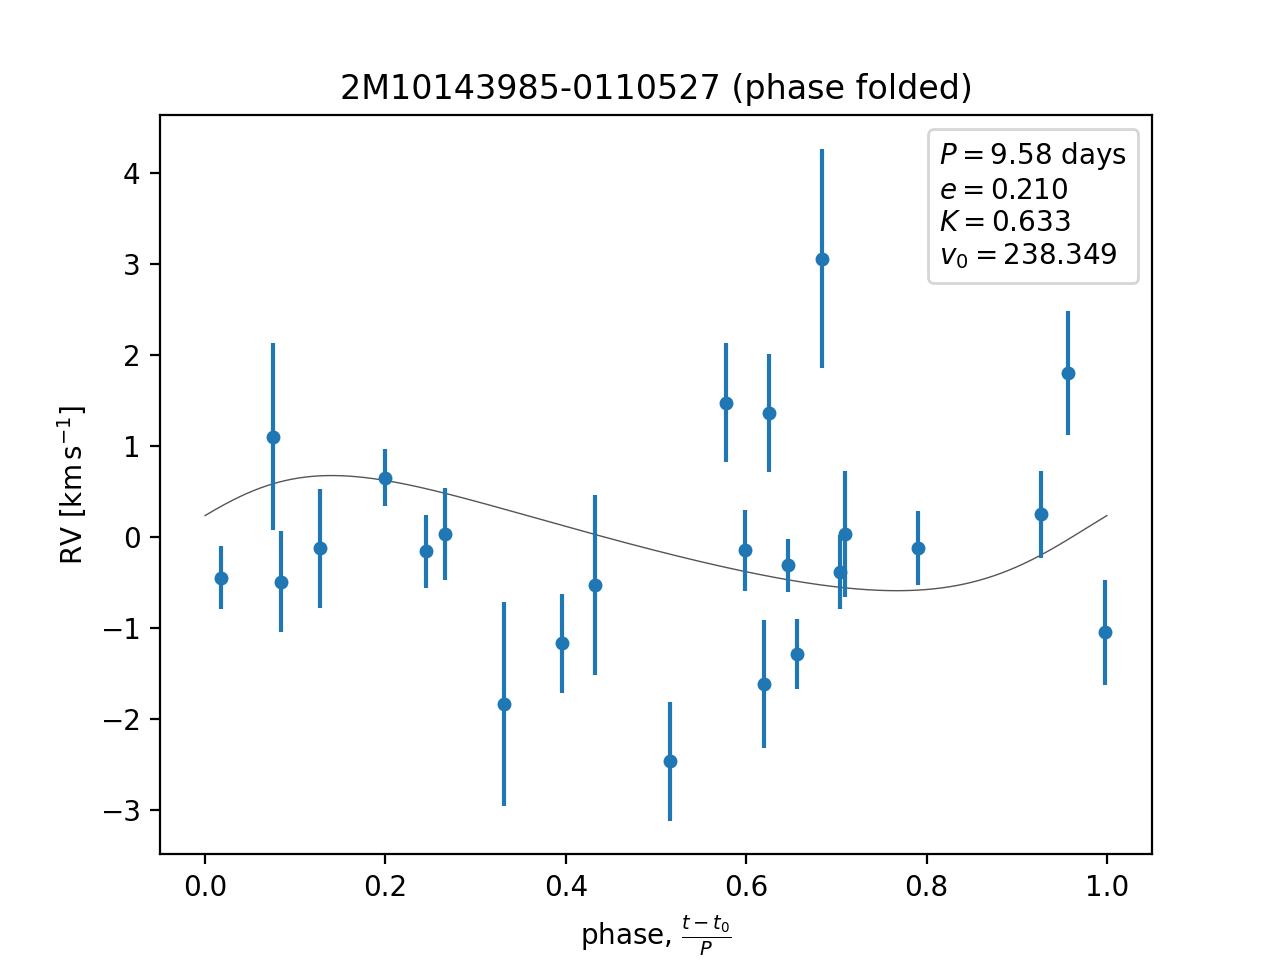 2M10143985-0110527 (phase folded)
P = 9.58 days
e = 0.210
K = 0.633
v₀ = 238.349
RV [km s⁻¹]
4
3
2
1
0
−1
−2
−3
0.0 0.2 0.4 0.6 0.8 1.0
phase, (t − t₀)/P